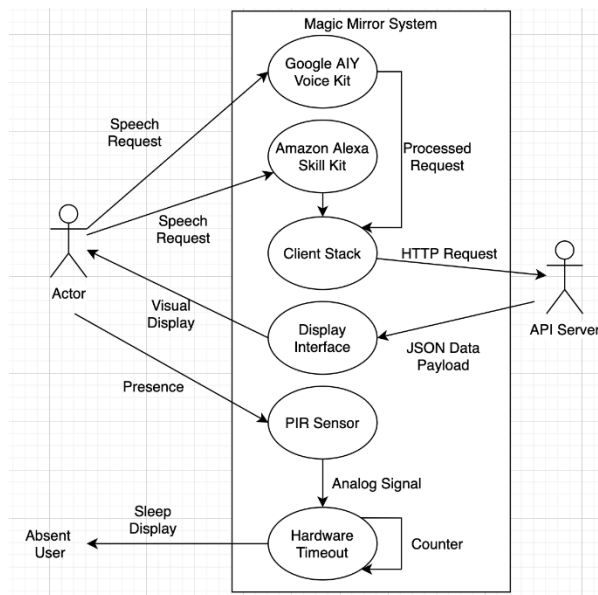 Magic Mirror System
Google AIY
Voice Kit
Speech
Request
Amazon Alexa
Skill Kit
Processed
Request
Speech
Request
Client Stack
HTTP Request
Actor
API Server
Visual
Display
Display
Interface
JSON Data
Payload
Presence
PIR Sensor
Analog Signal
Sleep
Display
Absent
User
Hardware
Timeout
Counter